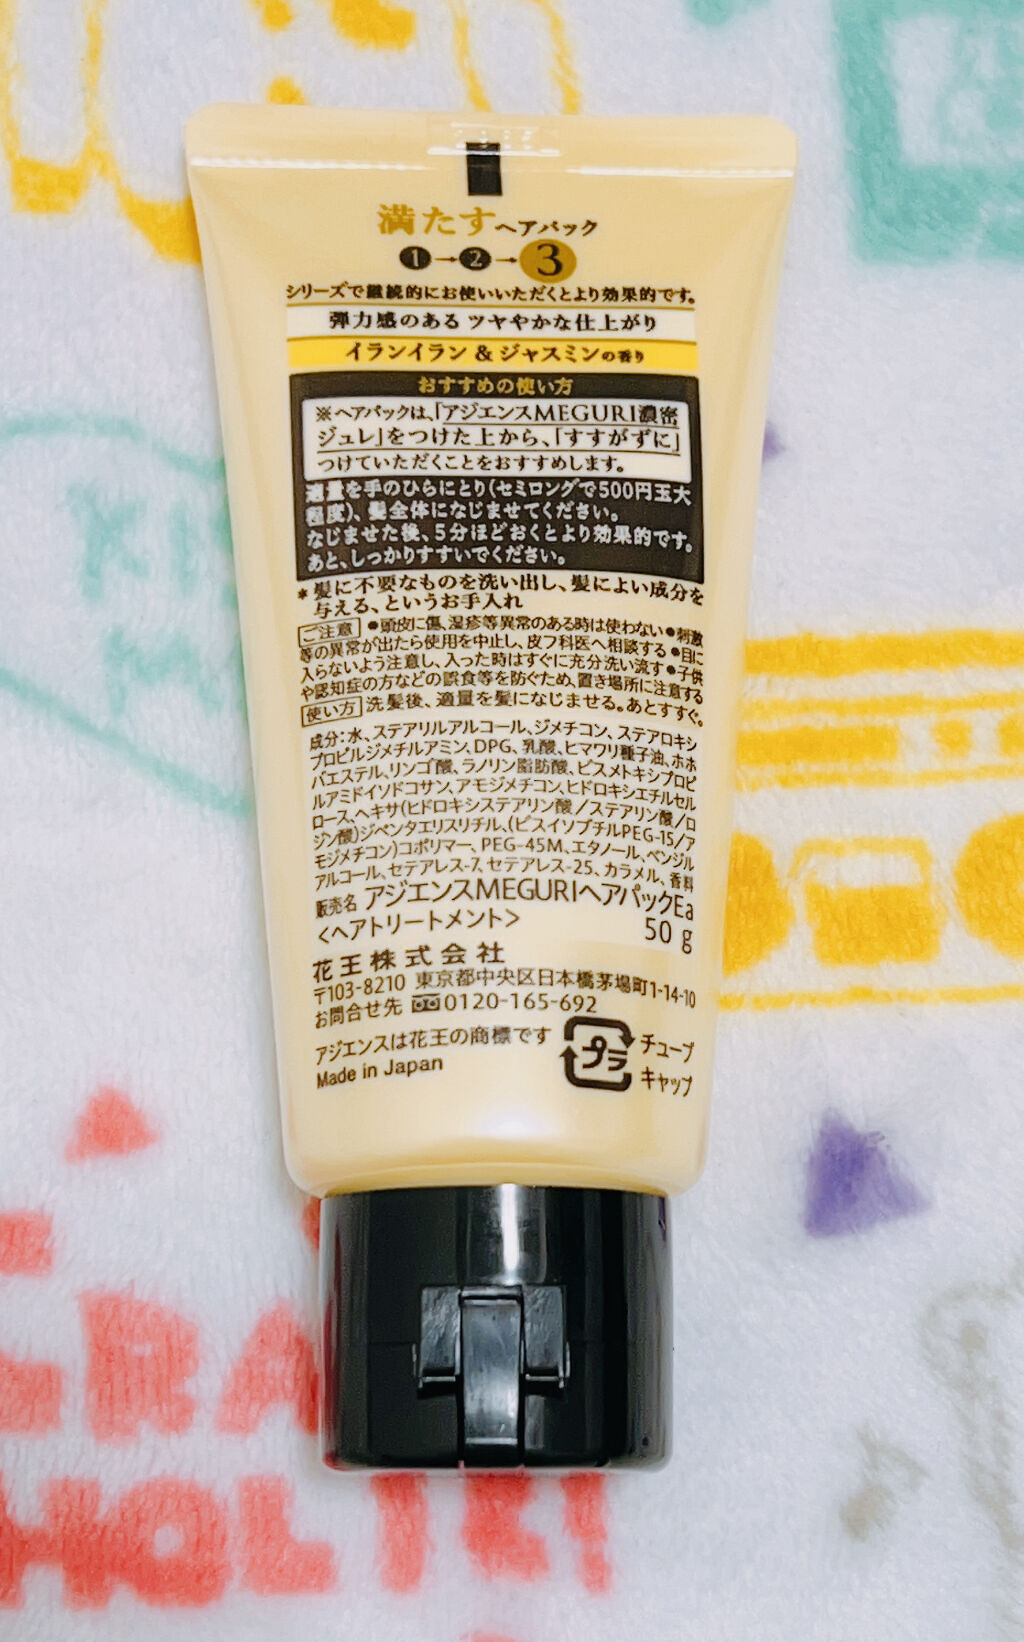 満たすヘアパック
1→2→3
シリーズで継続的にお使いいただくとより効果的です。
弾力感のある ツヤやかな仕上がり
イランイラン & ジャスミンの香り
おすすめの使い方
※ヘアパックは、「アジエンスMEGURI濃密
ジュレ」をつけた上から、「すすがずに」
つけていただくことをおすすめします。
適量を手のひらにとり(セミロングで500円玉大
程度)、髪全体になじませてください。
なじませた後、5分ほどおくとより効果的です。
あと、しっかりすすいでください。
*髪に不要なものを洗い出し、髪によい成分を
与える、というお手入れ
ご注意 ●頭皮に傷、湿疹等異常のある時は使わない●刺激
等の異常が出たら使用を中止し、皮フ科医へ相談する●目に
入らないよう注意し、入った時はすぐに充分洗い流す●子供
や認知症の方などの誤食等を防ぐため、置き場所に注意する
使い方 洗髪後、適量を髪になじませる。あとすすぐ。
成分:水、ステアリルアルコール、ジメチコン、ステアロキシ
プロピルジメチルアミン、DPG、乳酸、ヒマワリ種子油、ホホ
バエステル、リンゴ酸、ラノリン脂肪酸、ビスメトキシプロピ
ルアミドイソドコサン、アモジメチコン、ヒドロキシエチルセル
ロース、ヘキサ(ヒドロキシステアリン酸/ステアリン酸/ロ
ジン酸)ジペンタエリスリチル、(ビスイソブチルPEG-15/ア
モジメチコン)コポリマー、PEG-45M、エタノール、ベンジル
アルコール、セテアレス-7、セテアレス-25、カラメル、香料
販売名 アジエンスMEGURIヘアパックEa
<ヘアトリートメント> 50 g
花王株式会社
〒103-8210 東京都中央区日本橋茅場町1-14-10
お問合せ先 0120-165-692
アジエンスは花王の商標です
Made in Japan
プラ
チューブ
キャップ